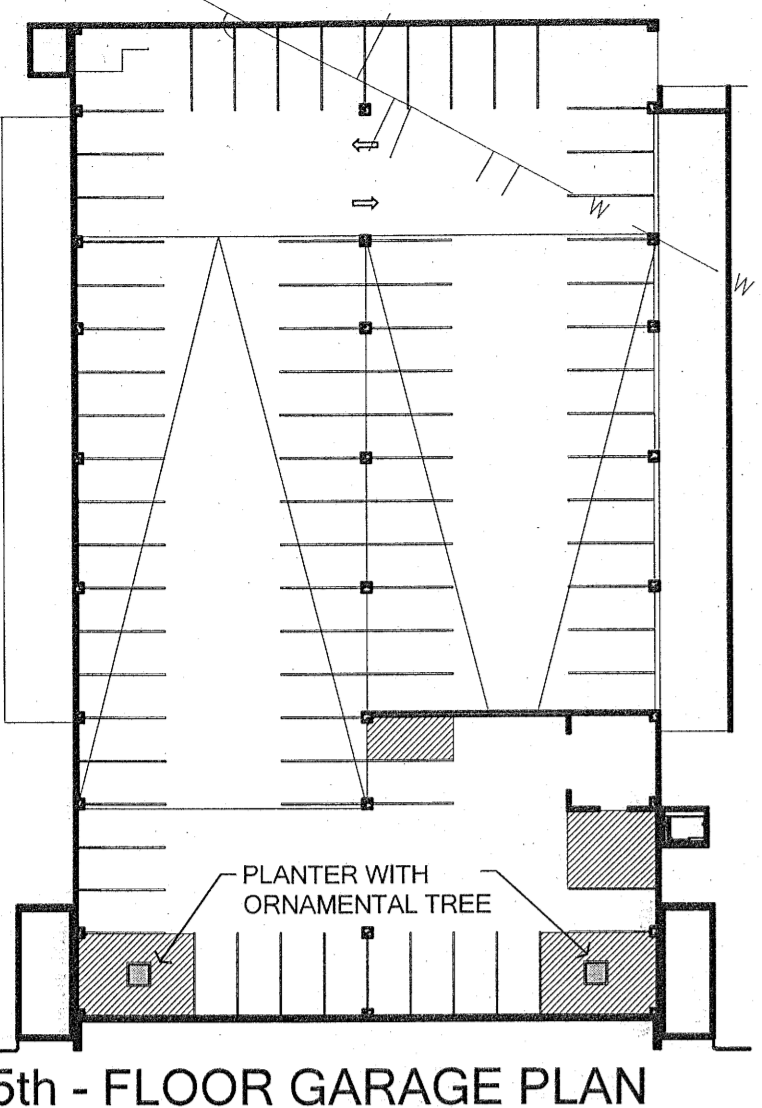 W
W
PLANTER WITH
ORNAMENTAL TREE
5th - FLOOR GARAGE PLAN